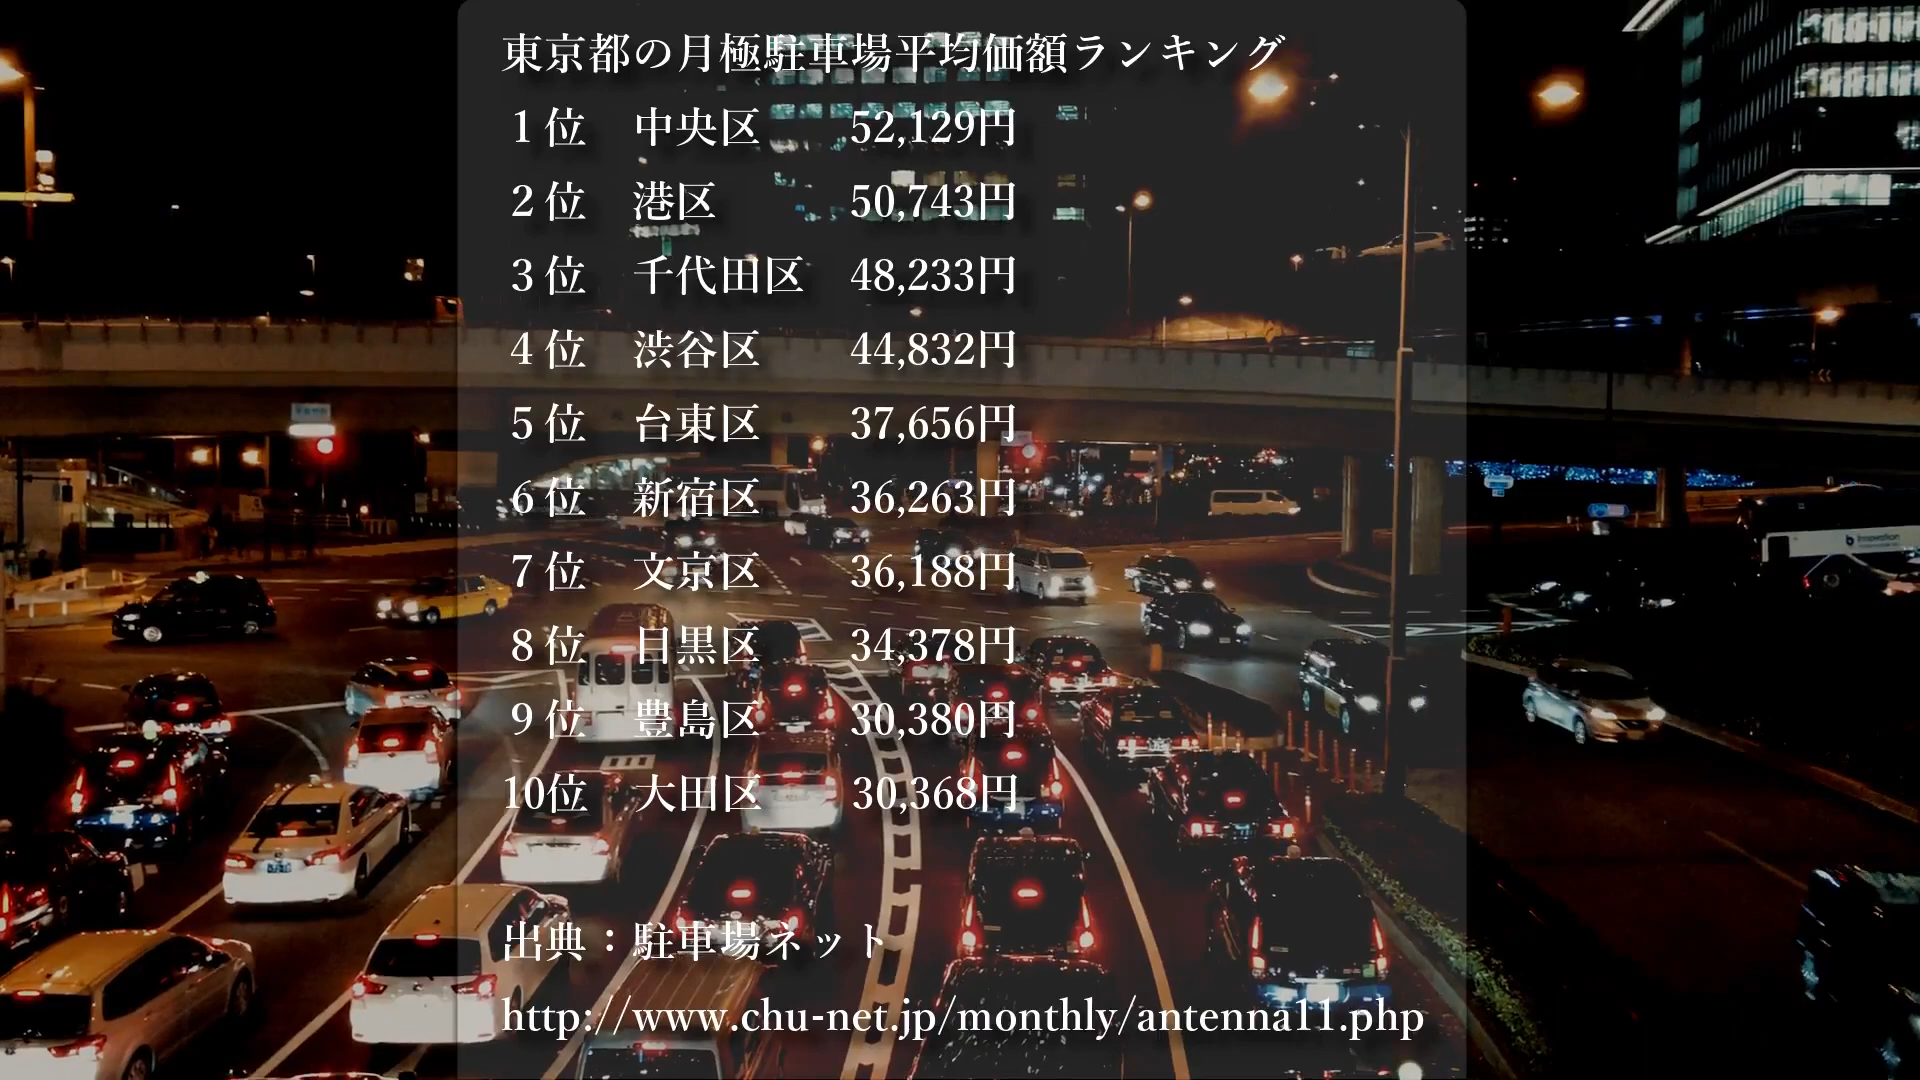 東京都の月極駐車場平均価額ランキング
1位 中央区 52,129円
2位 港区 50,743円
3位 千代田区 48,233円
4位 渋谷区 44,832円
5位 台東区 37,656円
6位 新宿区 36,263円
7位 文京区 36,188円
8位 目黒区 34,378円
9位 豊島区 30,380円
10位 大田区 30,368円
出典：駐車場ネット
http://www.chu-net.jp/monthly/antenna11.php